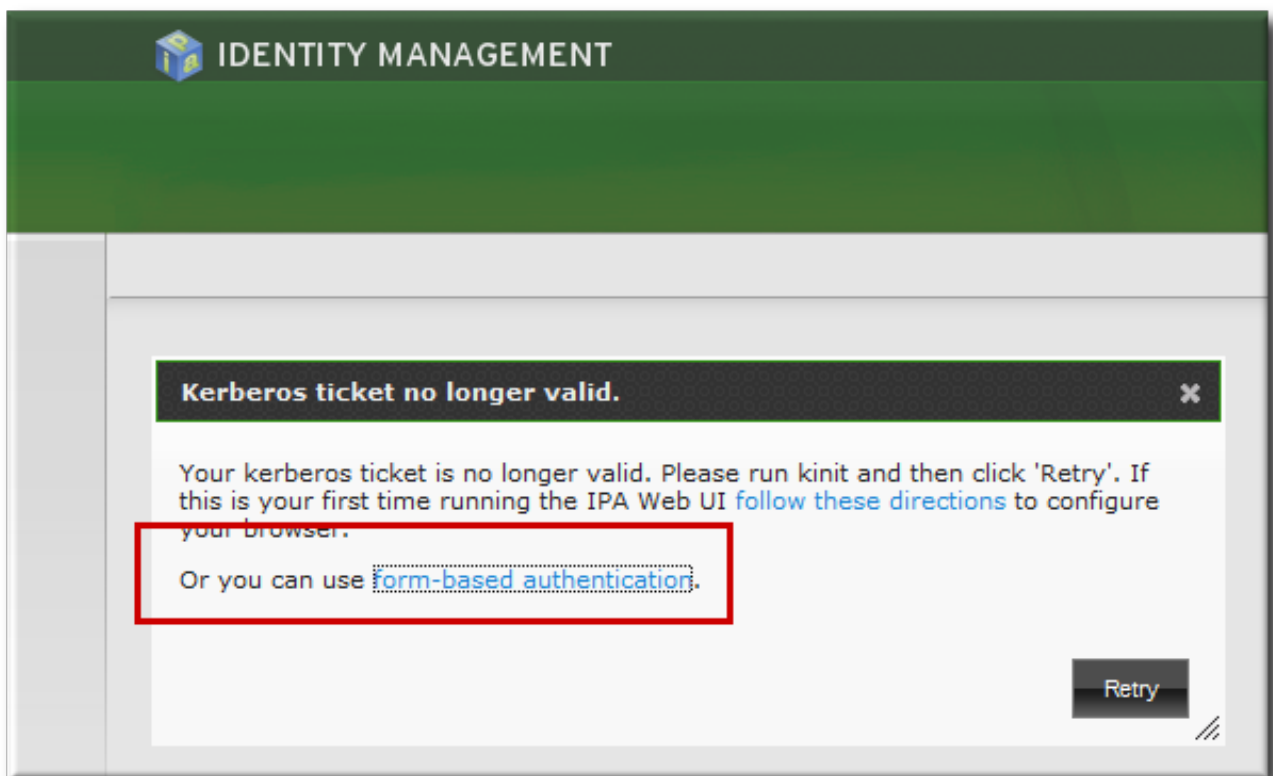 IDENTITY MANAGEMENT
Kerberos ticket no longer valid.
Your kerberos ticket is no longer valid. Please run kinit and then click 'Retry'. If
this is your first time running the IPA Web UI follow these directions to configure
your browser.
Or you can use form-based authentication.
Retry